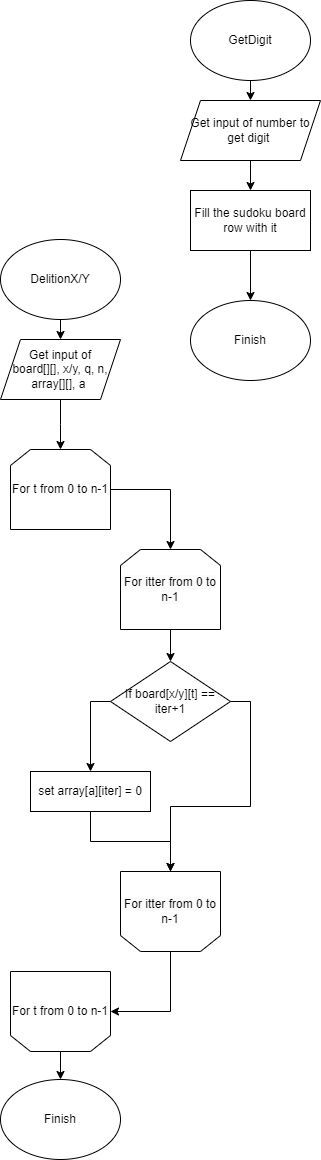 GetDigit
Get input of number to
get digit
Fill the sudoku board
row with it
Finish
DelitionX/Y
Get input of
board[][], x/y, q, n,
array[][], a
For t from 0 to n-1
For itter from 0 to
n-1
If board[x/y][t] ==
iter+1
set array[a][iter] = 0
For itter from 0 to
n-1
For t from 0 to n-1
Finish